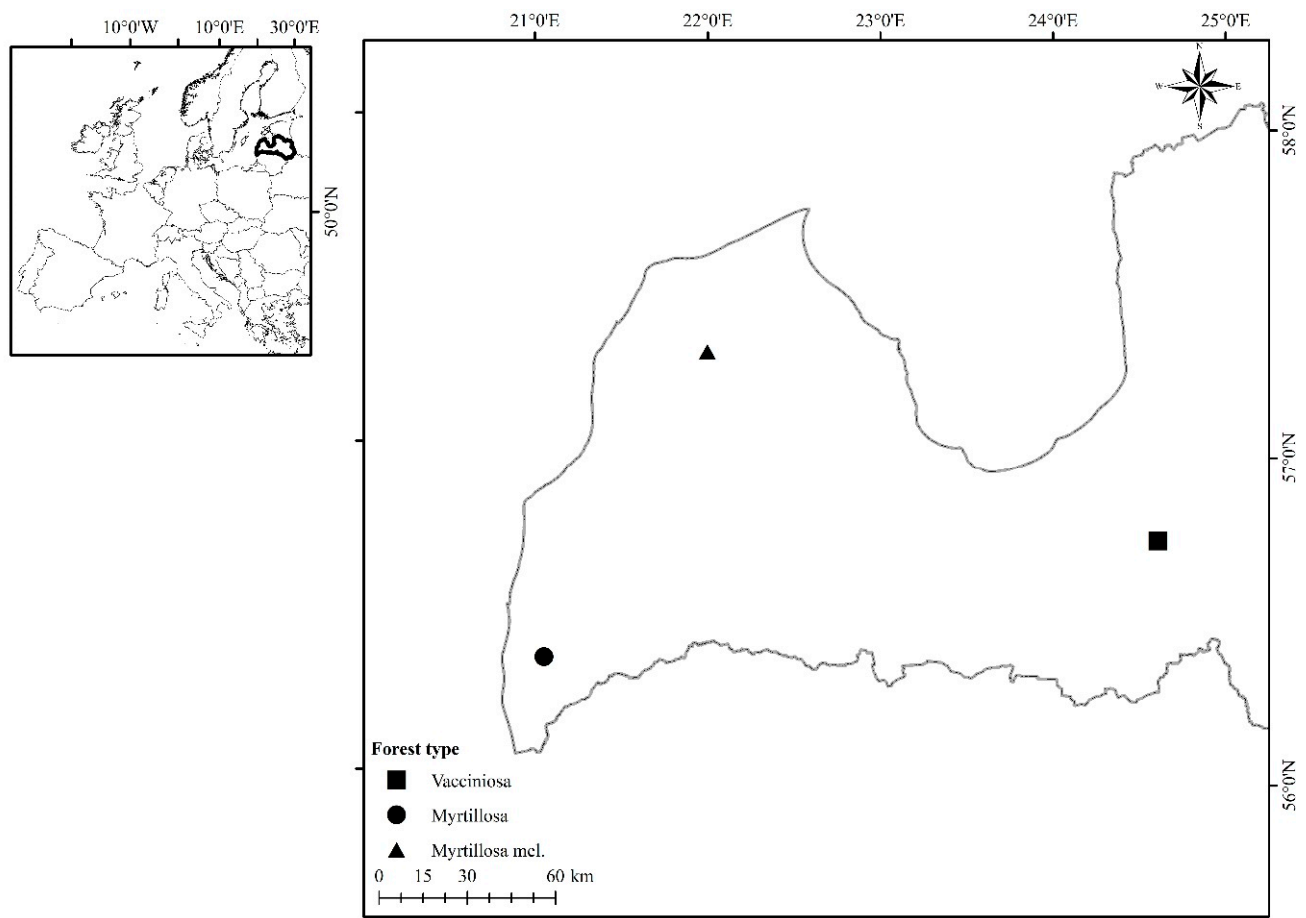 10°0'W 10°0'E 30°0'E
50°0'N
21°0'E 22°0'E 23°0'E 24°0'E 25°0'E
N
W E
S
58°0'N
57°0'N
56°0'N
Forest type
Vacciniosa
Myrtillosa
Myrtillosa mel.
0 15 30 60 km